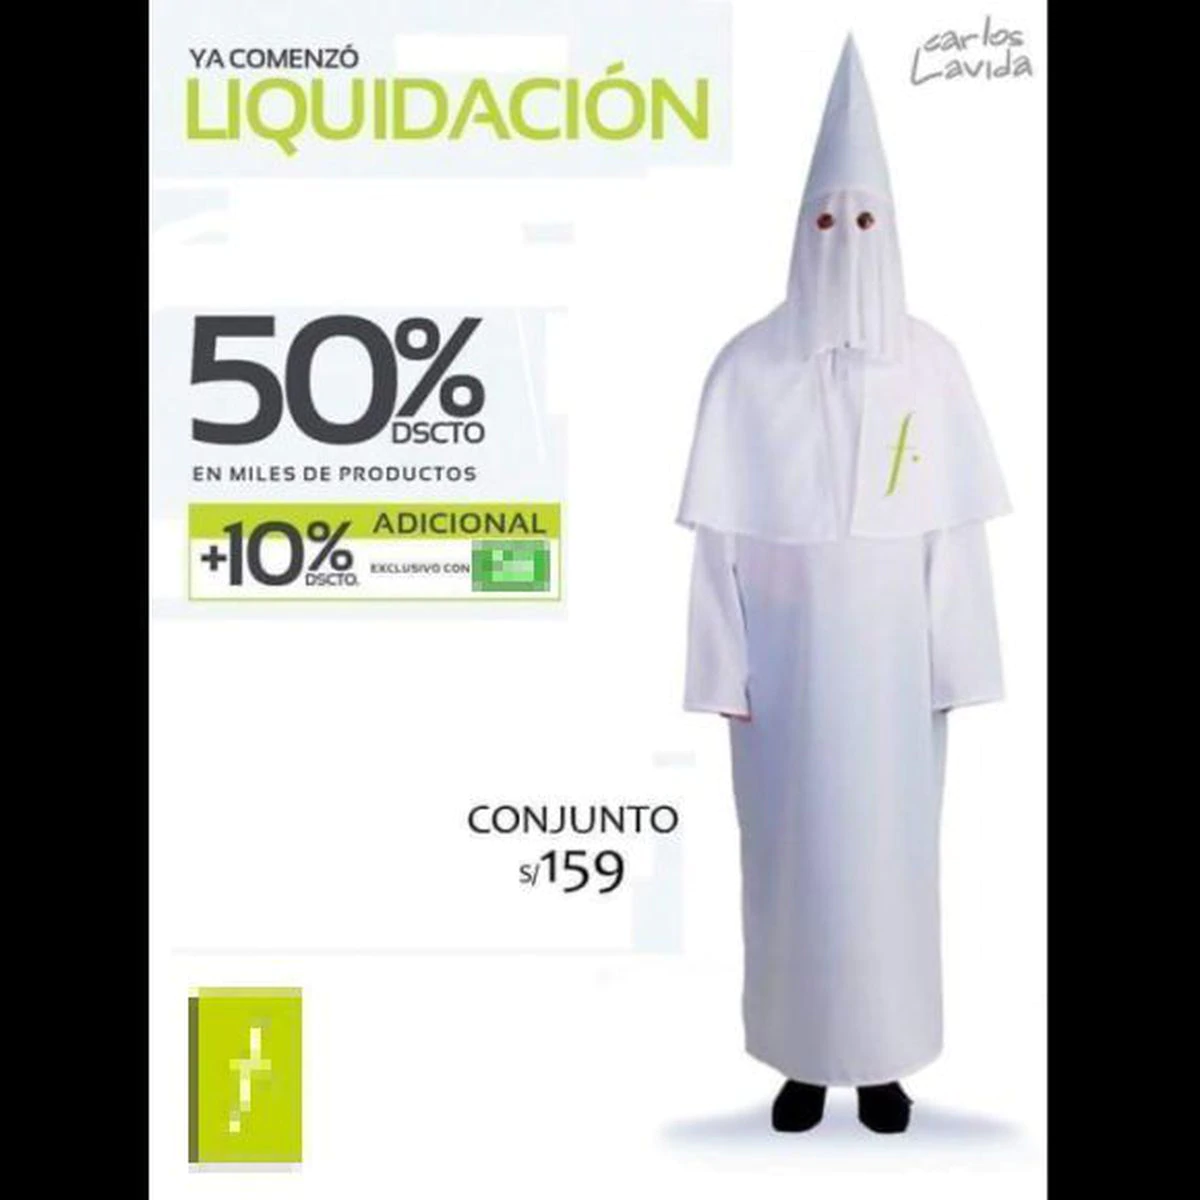 carlos
Lavida
YA COMENZÓ
LIQUIDACIÓN
50%
DSCTO
EN MILES DE PRODUCTOS
+10%
DSCTO.
ADICIONAL
EXCLUSIVO CON
f.
CONJUNTO
S/159